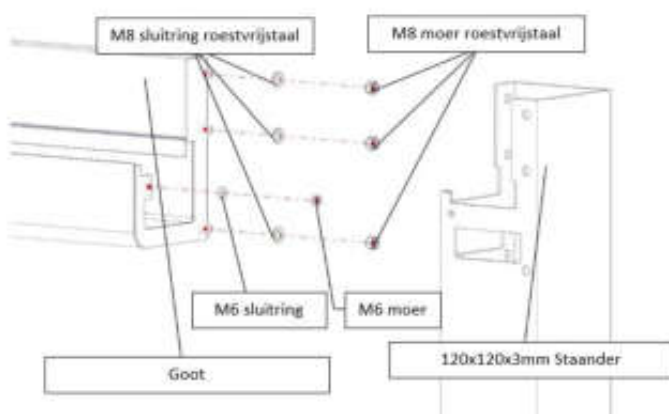 M8 sluitring roestvrijstaal
M8 moer roestvrijstaal
M6 sluitring
M6 moer
Goot
120x120x3mm Staander